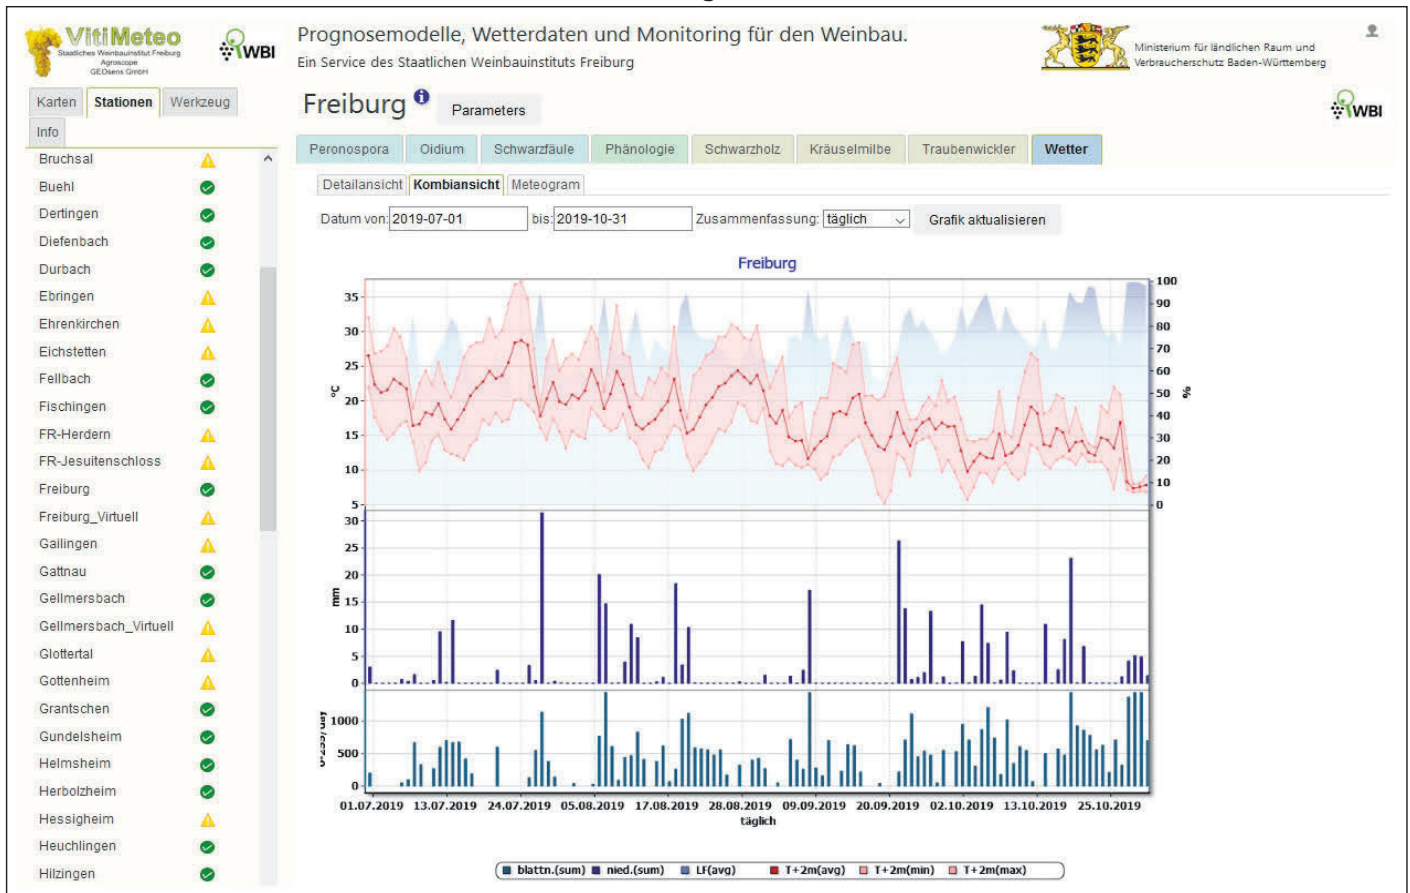 VitiMeteo
Staatliches Weinbauinstitut Freiburg
Agroscope
GEOsens GmbH
WBI
Prognosemodelle, Wetterdaten und Monitoring für den Weinbau.
Ein Service des Staatlichen Weinbauinstituts Freiburg
Ministerium für ländlichen Raum und
Verbraucherschutz Baden-Württemberg
Karten Stationen Werkzeug
Info
Bruchsal
Buehl
Dertingen
Diefenbach
Durbach
Ebringen
Ehrenkirchen
Eichstetten
Fellbach
Fischingen
FR-Herdern
FR-Jesuitenschloss
Freiburg
Freiburg_Virtuell
Gailingen
Gattnau
Gellmersbach
Gellmersbach_Virtuell
Glottertal
Gottenheim
Grantschen
Gundelsheim
Helmsheim
Herbolzheim
Hessigheim
Heuchlingen
Hilzingen
Freiburg Parameters
WBI
Peronospora Oidium Schwarzfäule Phänologie Schwarzholz Kräuselmilbe Traubenwickler Wetter
Detailansicht Kombiansicht Meteogram
Datum von: 2019-07-01 bis: 2019-10-31 Zusammenfassung: täglich Grafik aktualisieren
Freiburg
°C
35
30
25
20
15
10
5
100
90
80
70
60
50
40
30
20
10
0
%
mm
30
25
20
15
10
5
0
0-255/day
1000
500
0
01.07.2019 13.07.2019 24.07.2019 05.08.2019 17.08.2019 28.08.2019 09.09.2019 20.09.2019 02.10.2019 13.10.2019 25.10.2019
täglich
blattn.(sum) nied.(sum) LF(avg) T+2m(avg) T+2m(min) T+2m(max)